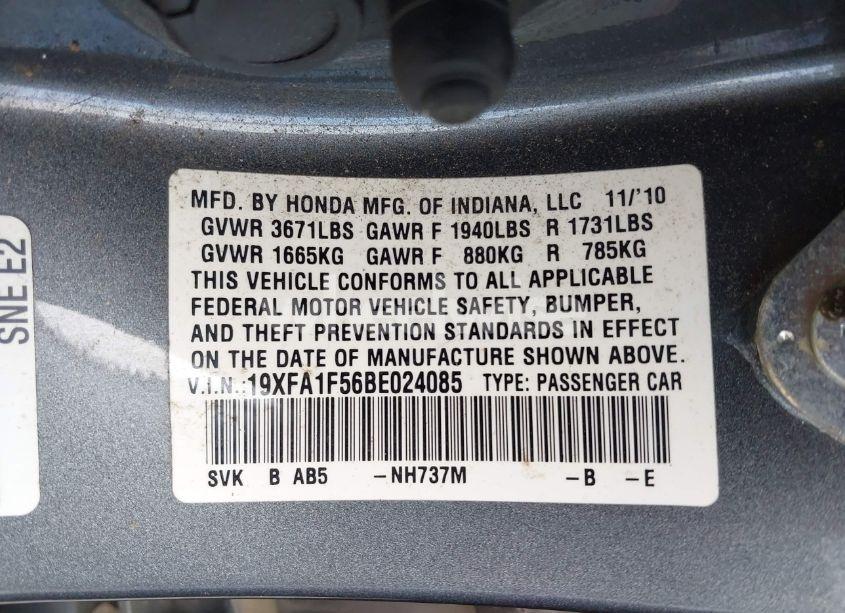 MFD. BY HONDA MFG. OF INDIANA, LLC 11/'10
GVWR 3671LBS GAWR F 1940LBS R 1731LBS
GVWR 1665KG GAWR F 880KG R 785KG
THIS VEHICLE CONFORMS TO ALL APPLICABLE
FEDERAL MOTOR VEHICLE SAFETY, BUMPER,
AND THEFT PREVENTION STANDARDS IN EFFECT
ON THE DATE OF MANUFACTURE SHOWN ABOVE.
V.I.N.:19XFA1F56BE024085 TYPE: PASSENGER CAR
SVK B AB5 -NH737M -B -E
SNE E2